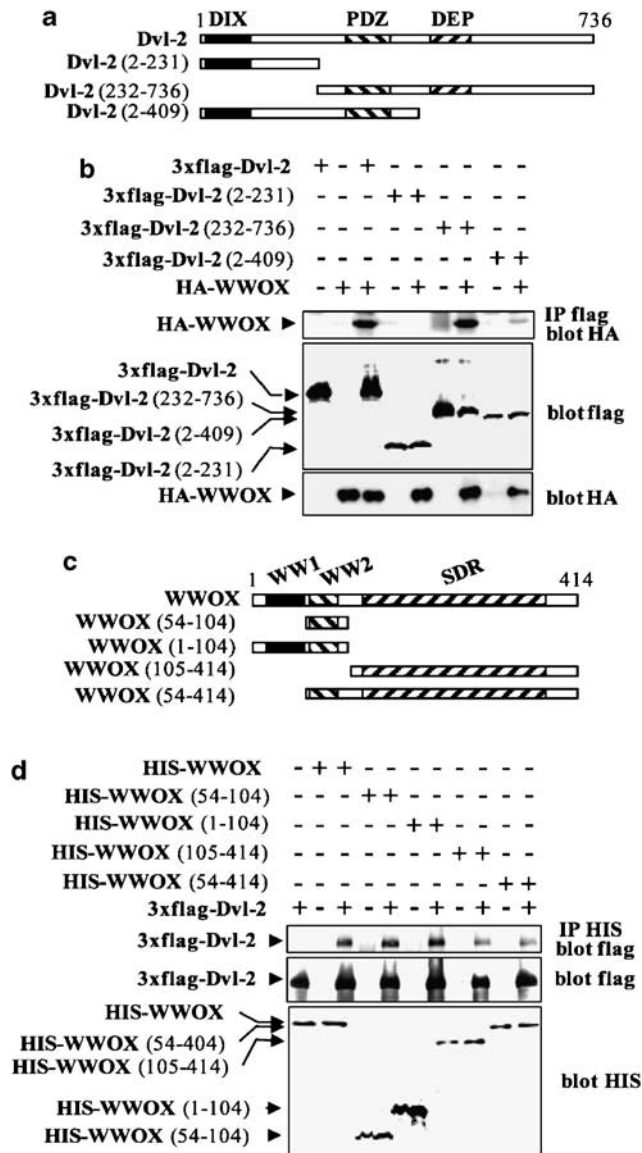 a
1 DIX PDZ DEP 736
Dvl-2
Dvl-2 (2-231)
Dvl-2 (232-736)
Dvl-2 (2-409)
b
3xflag-Dvl-2 + - + - - - - - -
3xflag-Dvl-2 (2-231) - - - + + - - - -
3xflag-Dvl-2 (232-736) - - - - - + + - -
3xflag-Dvl-2 (2-409) - - - - - - - + +
HA-WWOX - + + - + - + - +
HA-WWOX
IP flag
blot HA
3xflag-Dvl-2
3xflag-Dvl-2 (232-736)
3xflag-Dvl-2 (2-409)
3xflag-Dvl-2 (2-231)
blot flag
HA-WWOX
blot HA
c
1 WW1 WW2 SDR 414
WWOX
WWOX (54-104)
WWOX (1-104)
WWOX (105-414)
WWOX (54-414)
d
HIS-WWOX - + + - - - - - - - -
HIS-WWOX (54-104) - - - + + - - - - - -
HIS-WWOX (1-104) - - - - - + + - - - -
HIS-WWOX (105-414) - - - - - - - + + - -
HIS-WWOX (54-414) - - - - - - - - - + +
3xflag-Dvl-2 + - + - + - + - + - +
3xflag-Dvl-2
IP HIS
blot flag
3xflag-Dvl-2
blot flag
HIS-WWOX
HIS-WWOX (54-404)
HIS-WWOX (105-414)
blot HIS
HIS-WWOX (1-104)
HIS-WWOX (54-104)